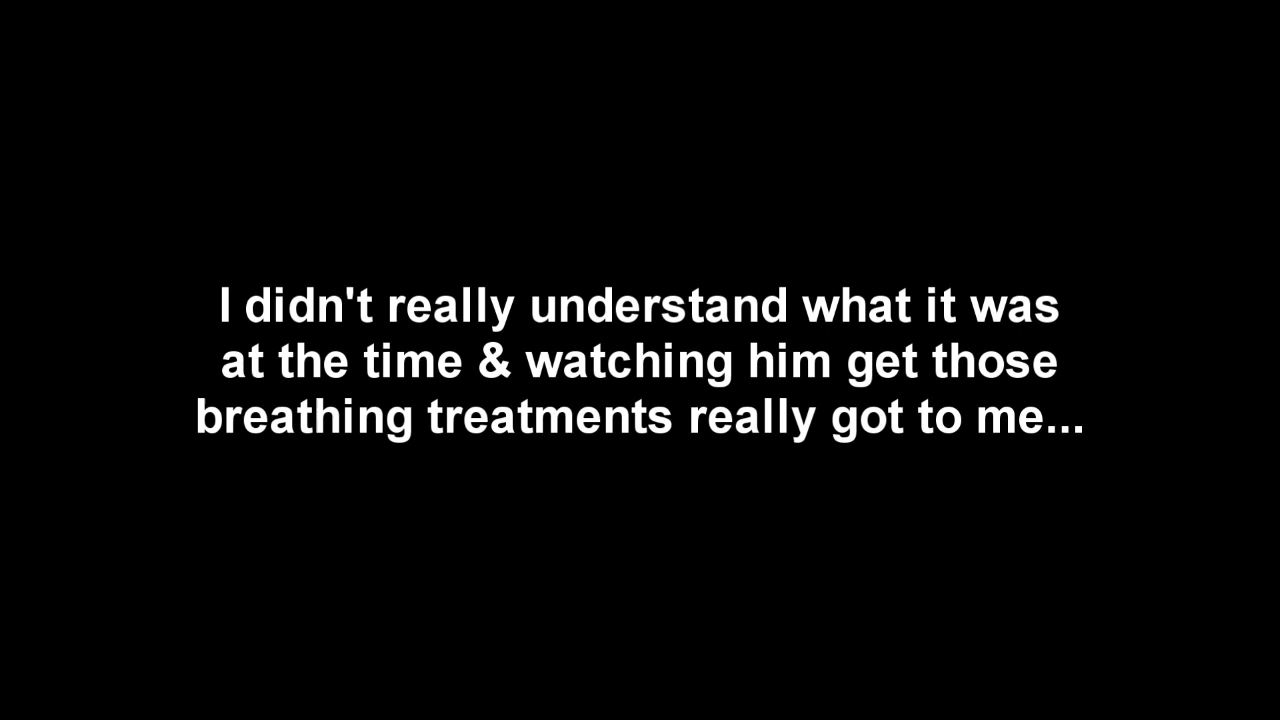 I didn't really understand what it was
at the time & watching him get those
breathing treatments really got to me...